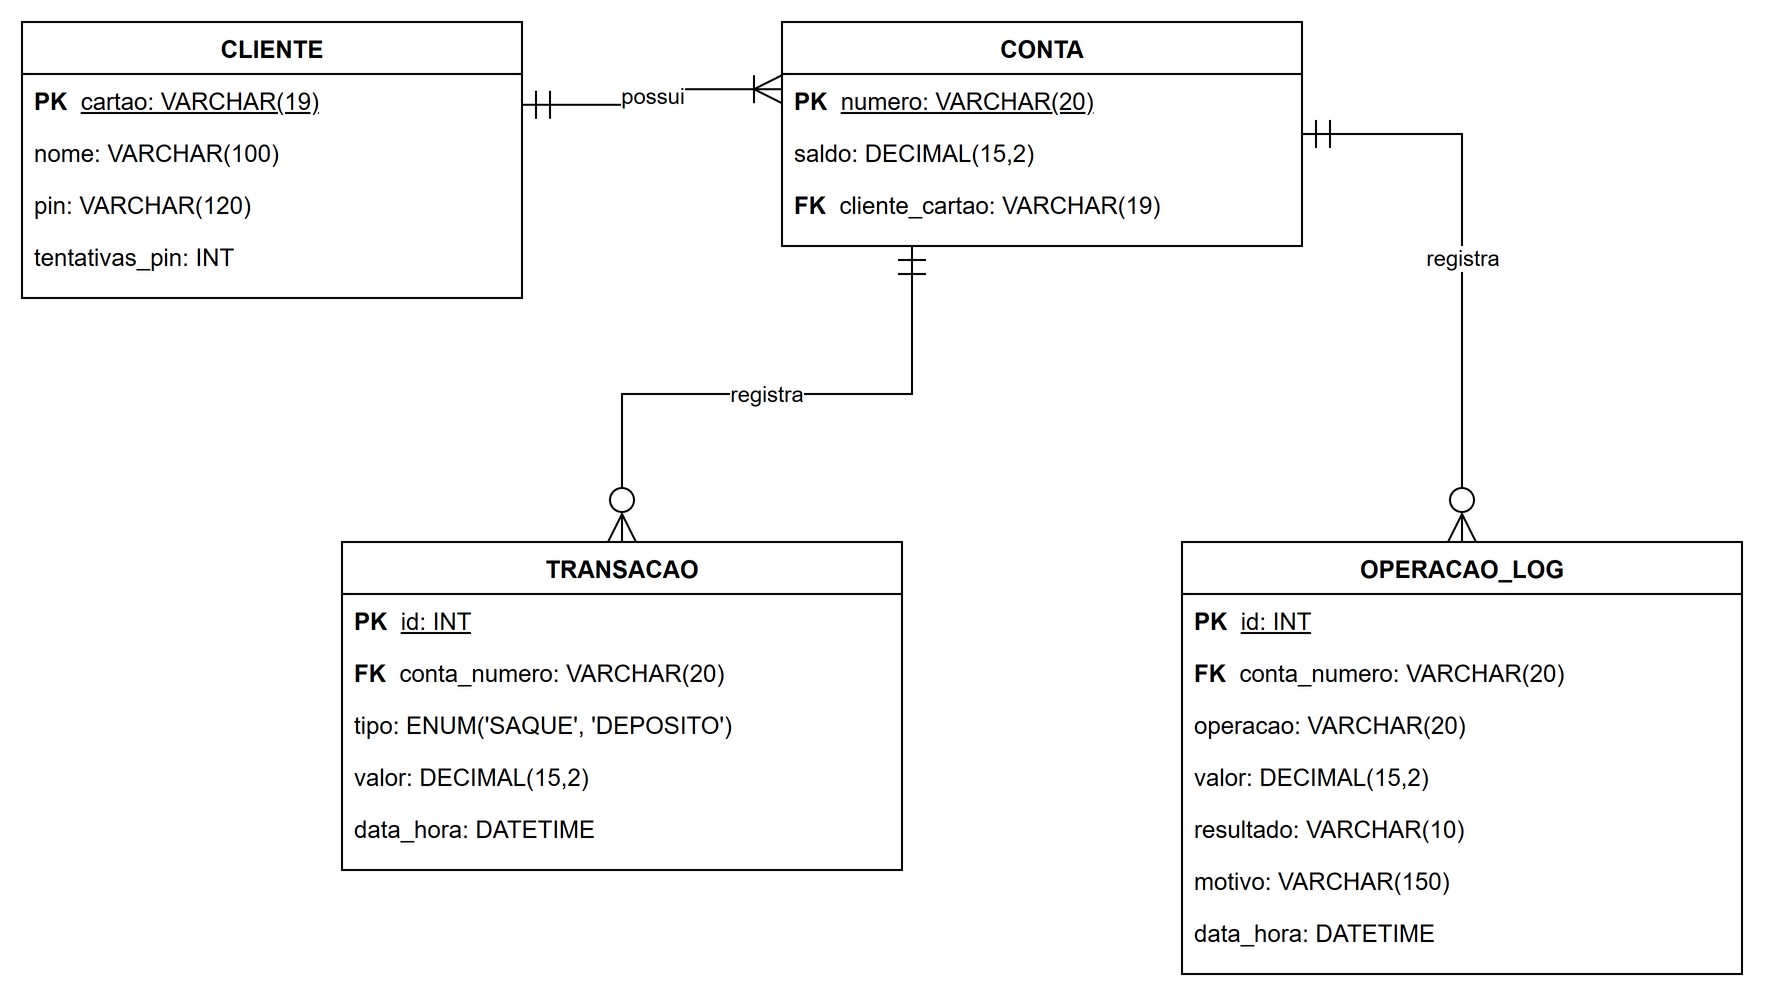 CLIENTE
PK cartao: VARCHAR(19)
nome: VARCHAR(100)
pin: VARCHAR(120)
tentativas_pin: INT
possui
CONTA
PK numero: VARCHAR(20)
saldo: DECIMAL(15,2)
FK cliente_cartao: VARCHAR(19)
registra
registra
TRANSACAO
PK id: INT
FK conta_numero: VARCHAR(20)
tipo: ENUM('SAQUE', 'DEPOSITO')
valor: DECIMAL(15,2)
data_hora: DATETIME
OPERACAO_LOG
PK id: INT
FK conta_numero: VARCHAR(20)
operacao: VARCHAR(20)
valor: DECIMAL(15,2)
resultado: VARCHAR(10)
motivo: VARCHAR(150)
data_hora: DATETIME